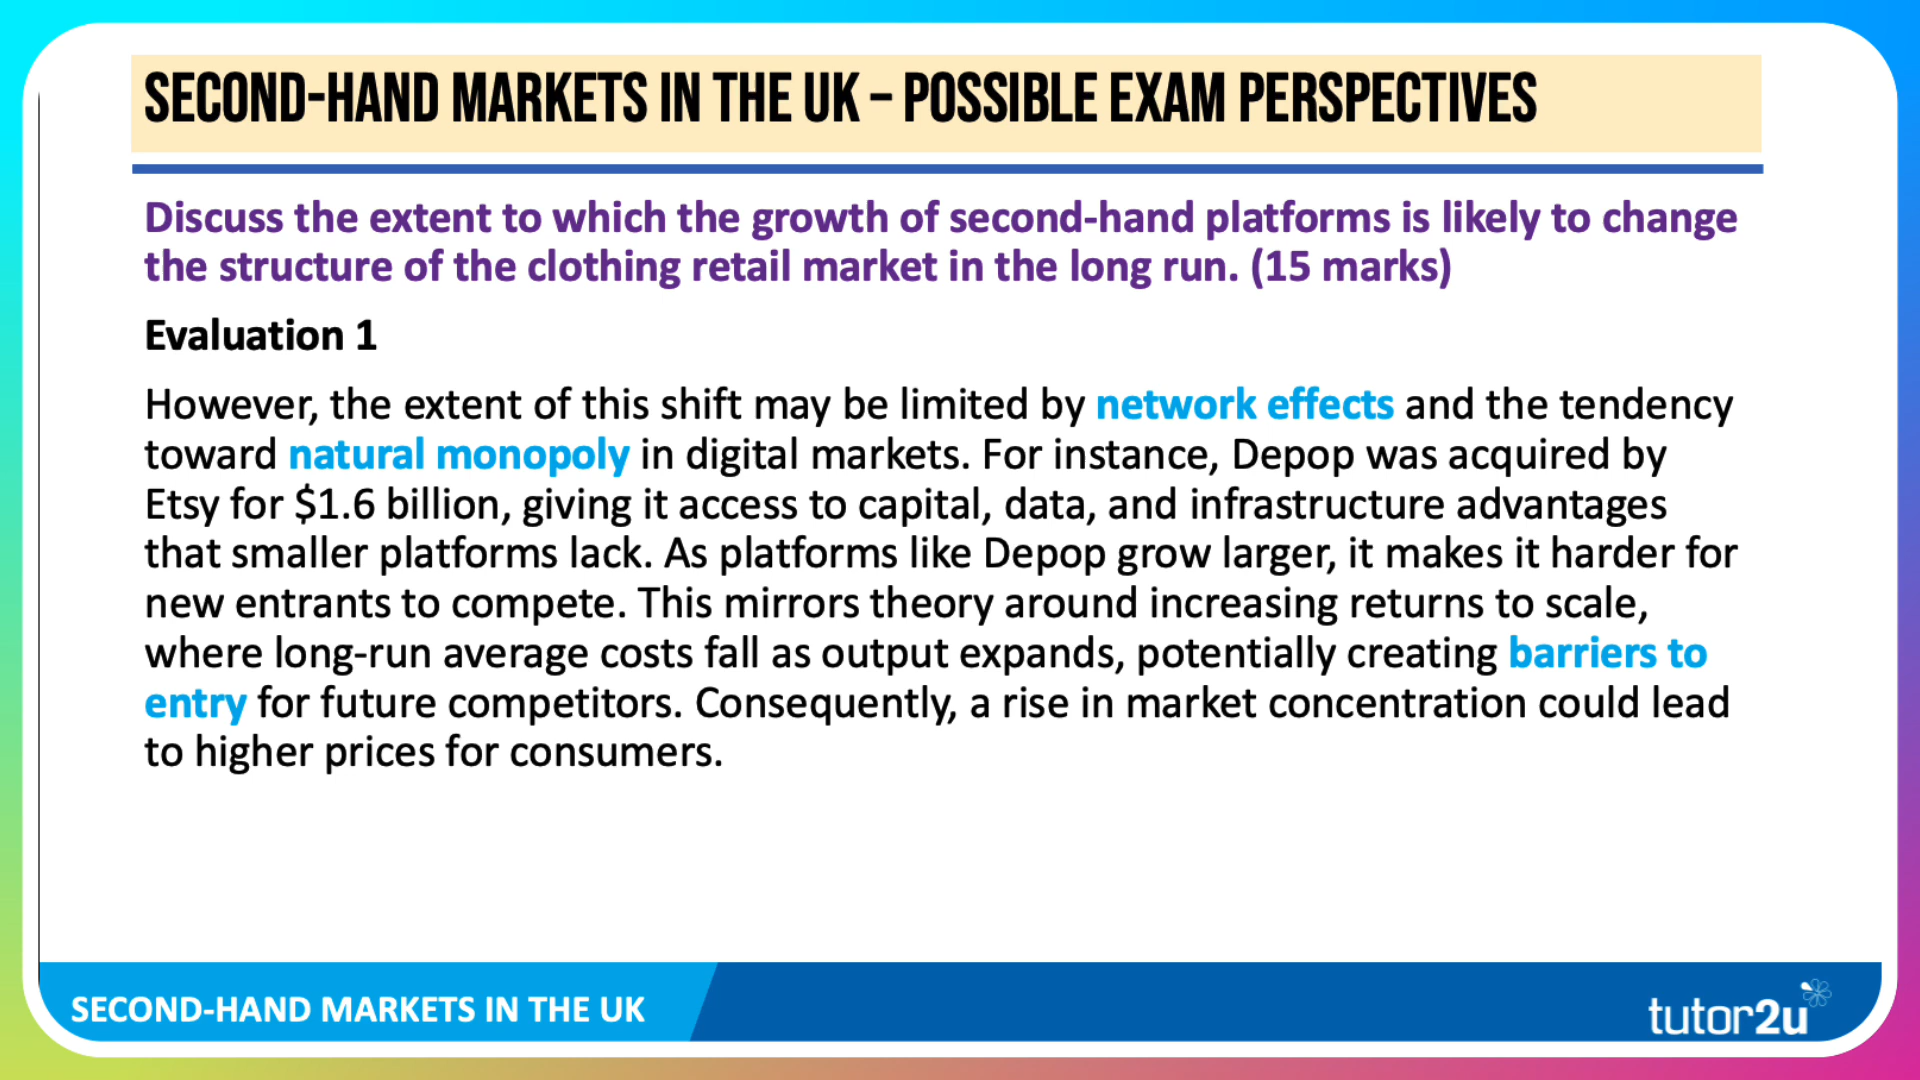 SECOND-HAND MARKETS IN THE UK – POSSIBLE EXAM PERSPECTIVES
Discuss the extent to which the growth of second-hand platforms is likely to change
the structure of the clothing retail market in the long run. (15 marks)
Evaluation 1
However, the extent of this shift may be limited by network effects and the tendency
toward natural monopoly in digital markets. For instance, Depop was acquired by
Etsy for $1.6 billion, giving it access to capital, data, and infrastructure advantages
that smaller platforms lack. As platforms like Depop grow larger, it makes it harder for
new entrants to compete. This mirrors theory around increasing returns to scale,
where long-run average costs fall as output expands, potentially creating barriers to
entry for future competitors. Consequently, a rise in market concentration could lead
to higher prices for consumers.
SECOND-HAND MARKETS IN THE UK
tutor2u